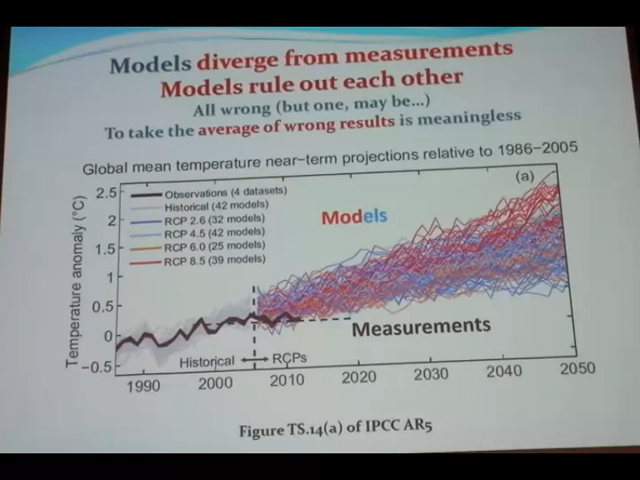 Models diverge from measurements
Models rule out each other
All wrong (but one, may be...)
To take the average of wrong results is meaningless
Global mean temperature near-term projections relative to 1986–2005
(a)
Temperature anomaly (°C)
2.5
2
1.5
1
0.5
0
−0.5
Observations (4 datasets)
Historical (42 models)
RCP 2.6 (32 models)
RCP 4.5 (42 models)
RCP 6.0 (25 models)
RCP 8.5 (39 models)
Models
Measurements
Historical
RCPs
1990
2000
2010
2020
2030
2040
2050
Figure TS.14(a) of IPCC AR5